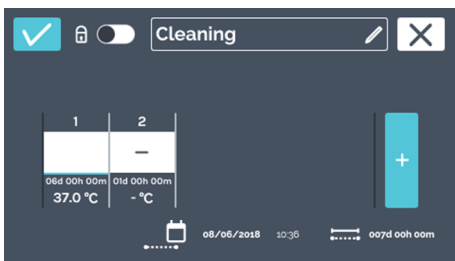 Cleaning
1 2
–
06d 00h 00m 01d 00h 00m
37.0 °C - °C
+
08/06/2018 10:36 007d 00h 00m